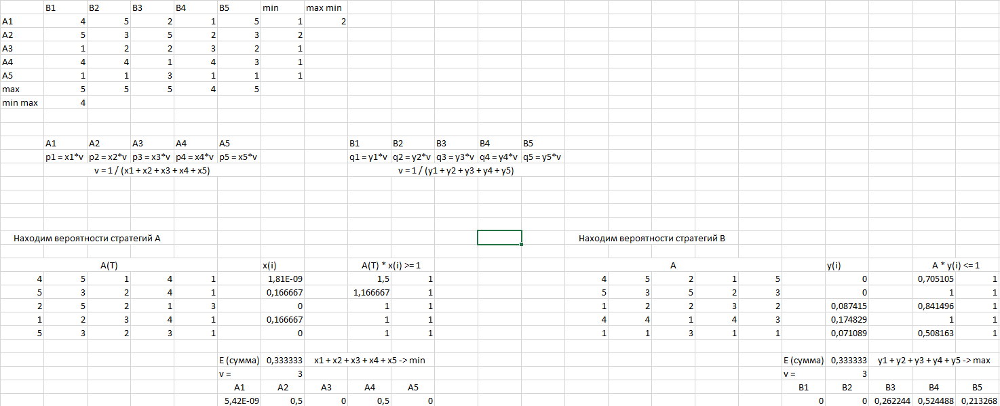 B1 B2 B3 B4 B5 min max min
A1 4 5 2 1 5 1 2
A2 5 3 5 2 3 2
A3 1 2 2 3 2 1
A4 4 4 1 4 3 1
A5 1 1 3 1 1 1
max 5 5 5 4 5
min max 4
A1 A2 A3 A4 A5 B1 B2 B3 B4 B5
p1 = x1*v p2 = x2*v p3 = x3*v p4 = x4*v p5 = x5*v q1 = y1*v q2 = y2*v q3 = y3*v q4 = y4*v q5 = y5*v
v = 1 / (x1 + x2 + x3 + x4 + x5) v = 1 / (y1 + y2 + y3 + y4 + y5)
Находим вероятности стратегий A Находим вероятности стратегий B
A(T) x(i) A(T) * x(i) >= 1 A y(i) A * y(i) <= 1
4 5 1 4 1 1,81E-09 1,5 1 4 5 2 1 5 0 0,705105 1
5 3 2 4 1 0,166667 1,166667 1 5 3 5 2 3 0 1 1
2 5 2 1 3 0 1 1 1 2 2 3 2 0,087415 0,841496 1
1 2 3 4 1 0,166667 1 1 4 4 1 4 3 0,174829 1 1
5 3 2 3 1 0 1 1 1 1 3 1 1 0,071089 0,508163 1
E (сумма) 0,333333 x1 + x2 + x3 + x4 + x5 -> min E (сумма) 0,333333 y1 + y2 + y3 + y4 + y5 -> max
v = 3 v = 3
A1 A2 A3 A4 A5 B1 B2 B3 B4 B5
5,42E-09 0,5 0 0,5 0 0 0 0,262244 0,524488 0,213268